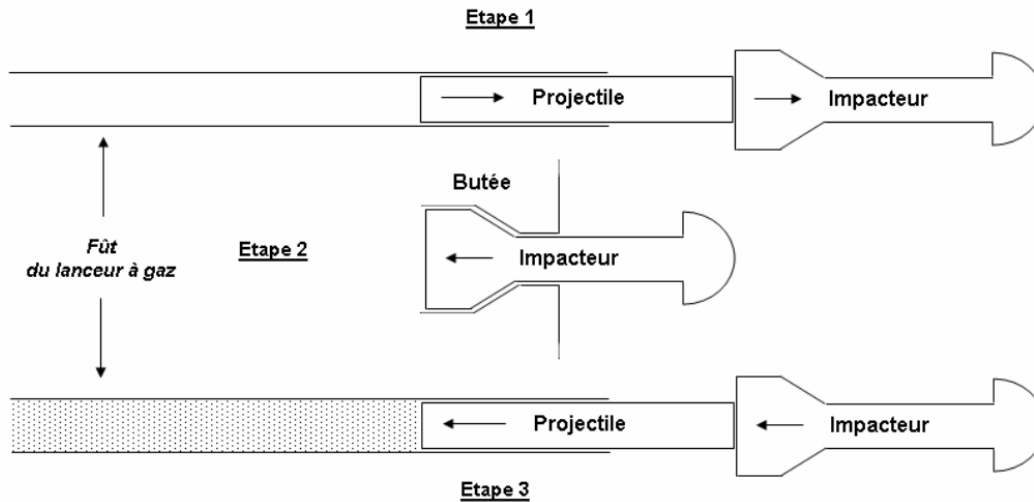 Etape 1
Projectile
Impacteur
Butée
Fût
du lanceur à gaz
Etape 2
Impacteur
Projectile
Impacteur
Etape 3